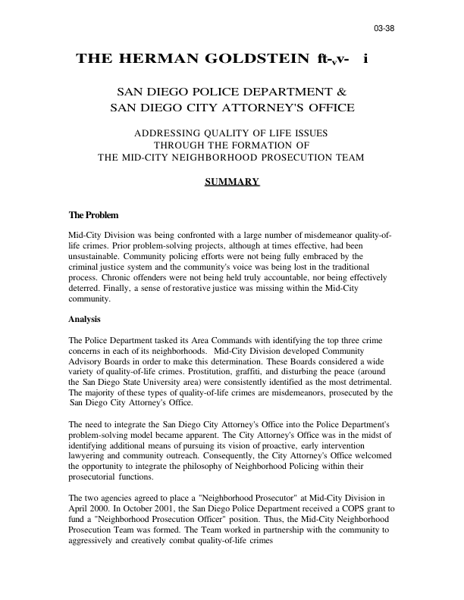 03-38
THE HERMAN GOLDSTEIN ft-,v- i
SAN DIEGO POLICE DEPARTMENT &
SAN DIEGO CITY ATTORNEY'S OFFICE
ADDRESSING QUALITY OF LIFE ISSUES
THROUGH THE FORMATION OF
THE MID-CITY NEIGHBORHOOD PROSECUTION TEAM
SUMMARY
The Problem
Mid-City Division was being confronted with a large number of misdemeanor quality-of-
life crimes. Prior problem-solving projects, although at times effective, had been
unsustainable. Community policing efforts were not being fully embraced by the
criminal justice system and the community's voice was being lost in the traditional
process. Chronic offenders were not being held truly accountable, nor being effectively
deterred. Finally, a sense of restorative justice was missing within the Mid-City
community.
Analysis
The Police Department tasked its Area Commands with identifying the top three crime
concerns in each of its neighborhoods. Mid-City Division developed Community
Advisory Boards in order to make this determination. These Boards considered a wide
variety of quality-of-life crimes. Prostitution, graffiti, and disturbing the peace (around
the San Diego State University area) were consistently identified as the most detrimental.
The majority of these types of quality-of-life crimes are misdemeanors, prosecuted by the
San Diego City Attorney's Office.
The need to integrate the San Diego City Attorney's Office into the Police Department's
problem-solving model became apparent. The City Attorney's Office was in the midst of
identifying additional means of pursuing its vision of proactive, early intervention
lawyering and community outreach. Consequently, the City Attorney's Office welcomed
the opportunity to integrate the philosophy of Neighborhood Policing within their
prosecutorial functions.
The two agencies agreed to place a "Neighborhood Prosecutor" at Mid-City Division in
April 2000. In October 2001, the San Diego Police Department received a COPS grant to
fund a "Neighborhood Prosecution Officer" position. Thus, the Mid-City Neighborhood
Prosecution Team was formed. The Team worked in partnership with the community to
aggressively and creatively combat quality-of-life crimes